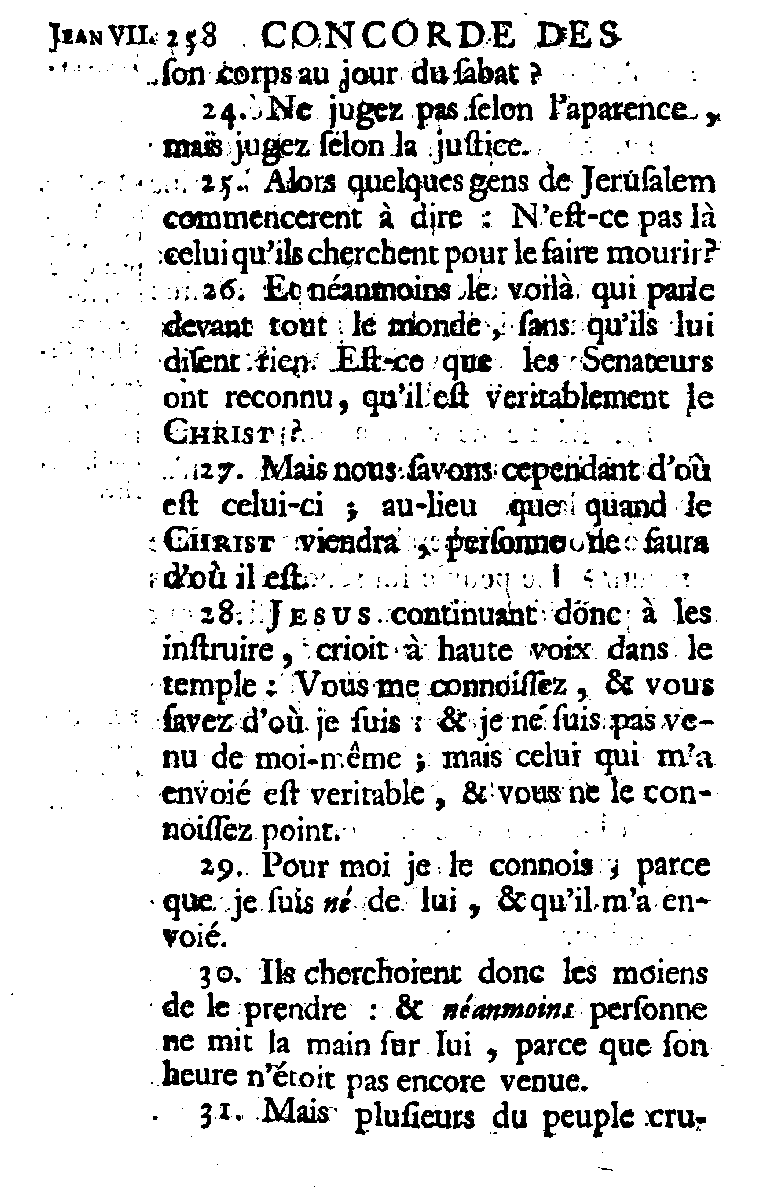 JEAN VII. 258 CONCORDE DES
ſon corps au jour du ſabat ?
24. Ne jugez pas ſelon l'aparence,
mais jugez ſelon la juſtice.
25. Alors quelques gens de Jeruſalem
commencerent à dire : N'eſt-ce pas là
celui qu'ils cherchent pour le faire mourir?
26. Et néanmoins le voilà qui parle
devant tout le monde, ſans qu'ils lui
diſent rien. Eſt-ce que les Senateurs
ont reconnu, qu'il eſt veritablement le
CHRIST ?
27. Mais nous ſavons cependant d'où
eſt celui-ci ; au-lieu que quand le
CHRIST viendra, perſonne ne ſaura
d'où il eſt.
28. JESUS continuant donc à les
inſtruire, crioit à haute voix dans le
temple : Vous me connoiſſez, & vous
ſavez d'où je ſuis : & je ne ſuis pas ve-
nu de moi-même ; mais celui qui m'a
envoié eſt veritable, & vous ne le con-
noiſſez point.
29. Pour moi je le connois ; parce
que je ſuis né de lui, & qu'il m'a en-
voié.
30. Ils cherchoient donc les moiens
de le prendre : & néanmoins perſonne
ne mit la main ſur lui, parce que ſon
heure n'étoit pas encore venue.
31. Mais pluſieurs du peuple cru-